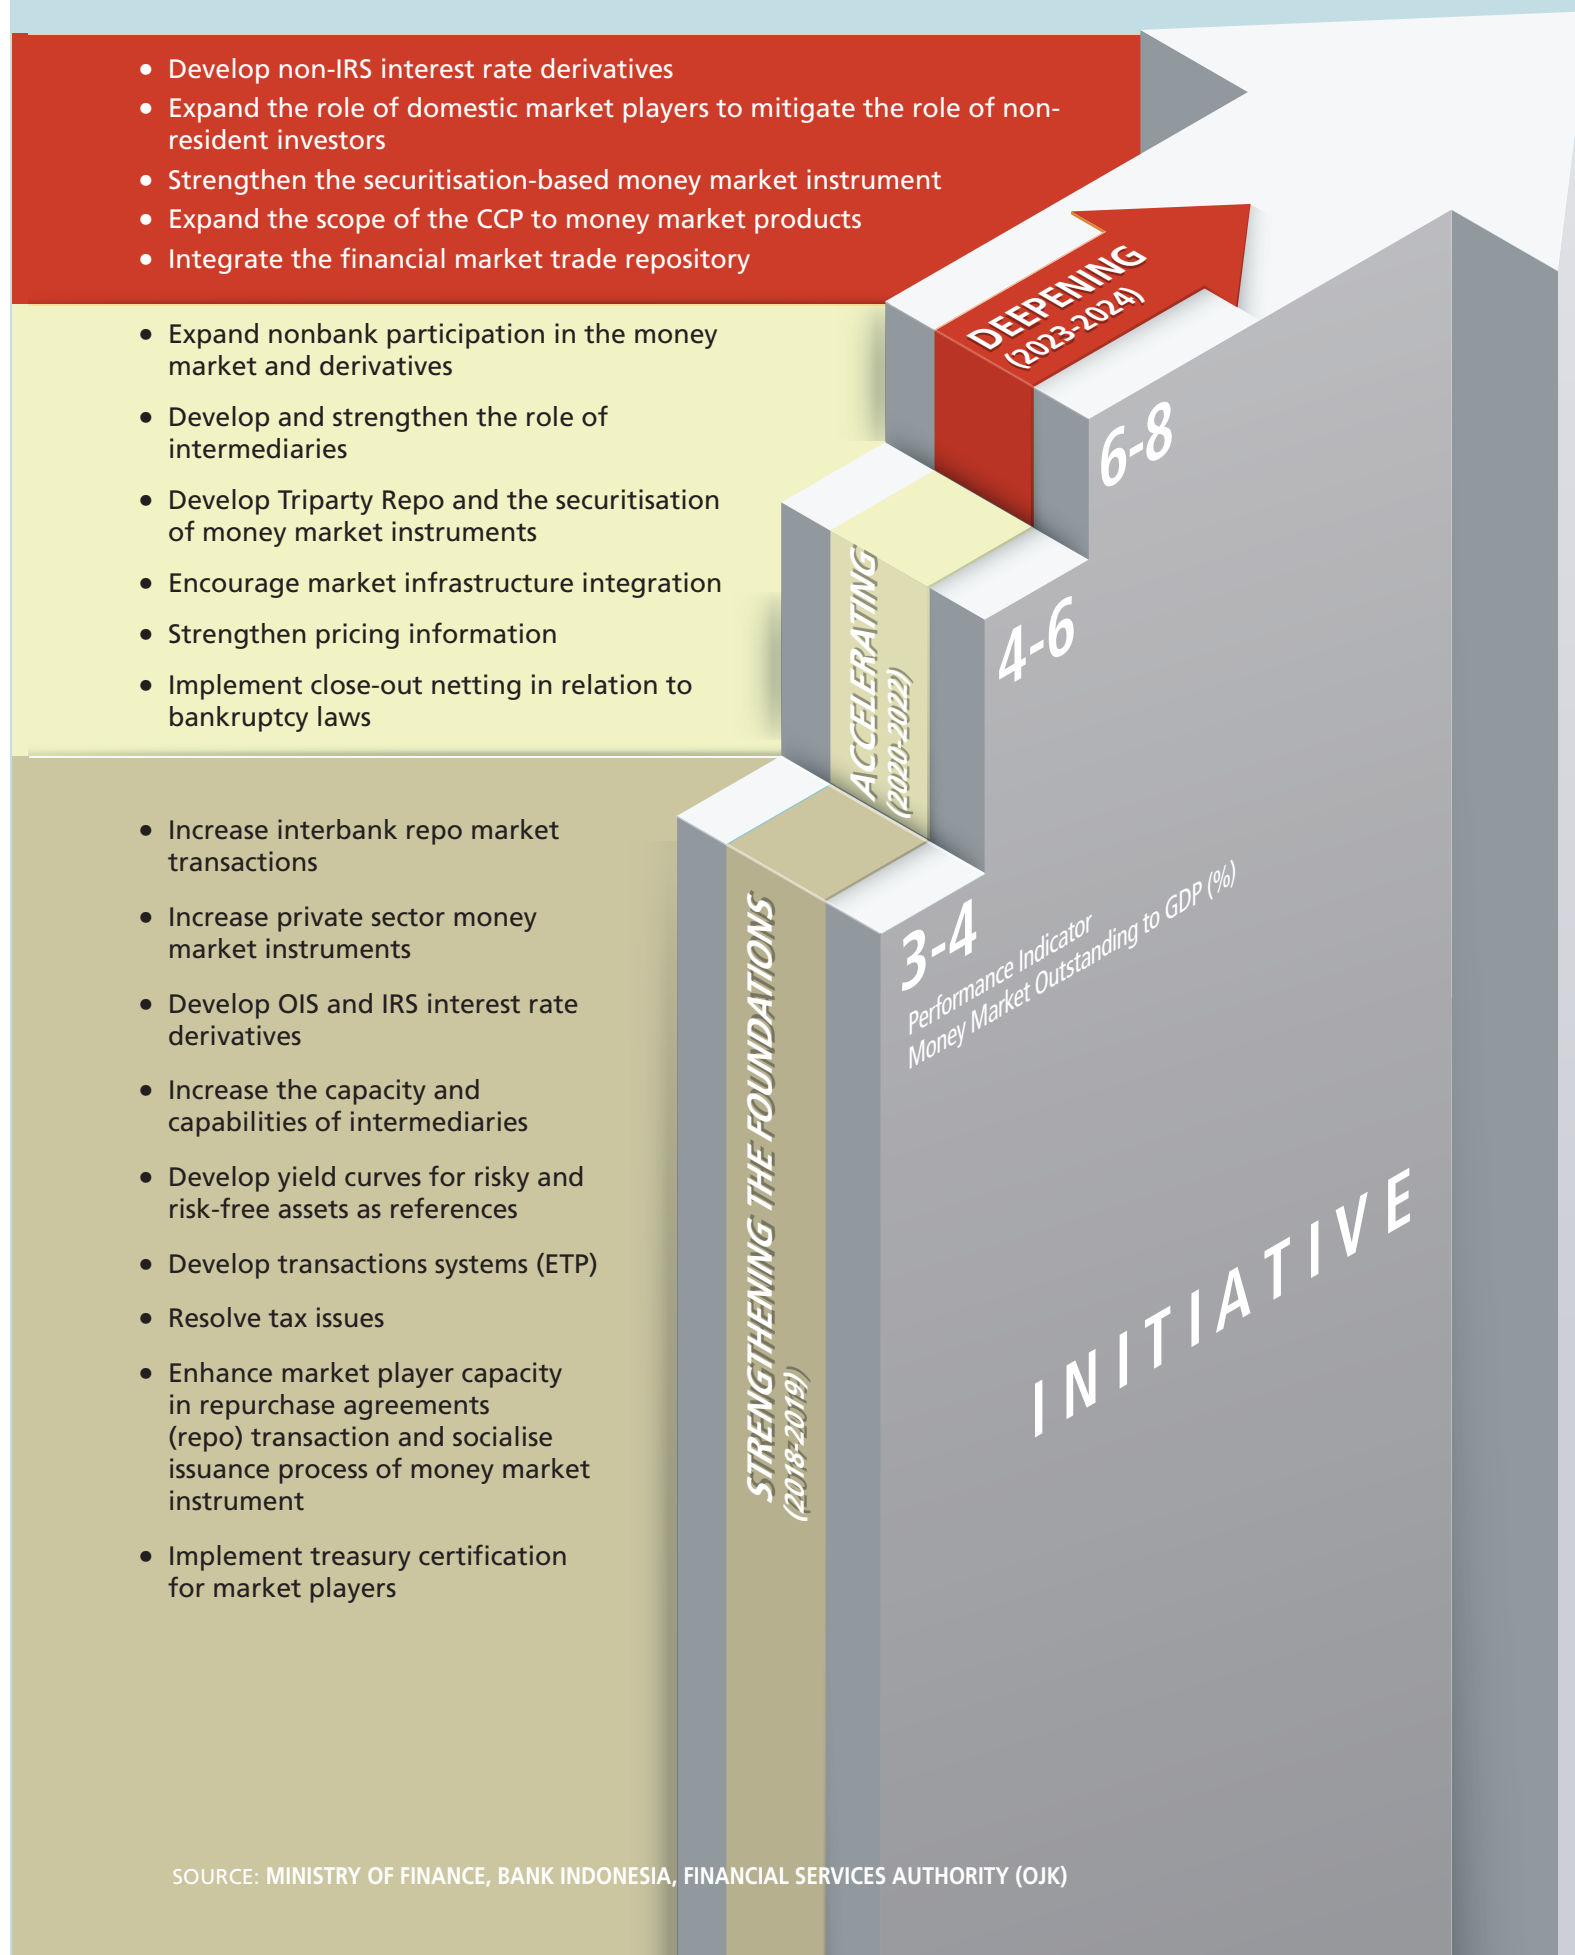 • Develop non-IRS interest rate derivatives
• Expand the role of domestic market players to mitigate the role of non-
resident investors
• Strengthen the securitisation-based money market instrument
• Expand the scope of the CCP to money market products
• Integrate the financial market trade repository
DEEPENING
(2023-2024)
6-8
• Expand nonbank participation in the money
market and derivatives
• Develop and strengthen the role of
intermediaries
• Develop Triparty Repo and the securitisation
of money market instruments
• Encourage market infrastructure integration
• Strengthen pricing information
• Implement close-out netting in relation to
bankruptcy laws
ACCELERATING
(2020-2022)
4-6
• Increase interbank repo market
transactions
• Increase private sector money
market instruments
• Develop OIS and IRS interest rate
derivatives
• Increase the capacity and
capabilities of intermediaries
• Develop yield curves for risky and
risk-free assets as references
• Develop transactions systems (ETP)
• Resolve tax issues
• Enhance market player capacity
in repurchase agreements
(repo) transaction and socialise
issuance process of money market
instrument
• Implement treasury certification
for market players
STRENGTHENING THE FOUNDATIONS
(2018-2019)
3-4
Performance Indicator
Money Market Outstanding to GDP (%)
INITIATIVE
SOURCE: MINISTRY OF FINANCE, BANK INDONESIA, FINANCIAL SERVICES AUTHORITY (OJK)